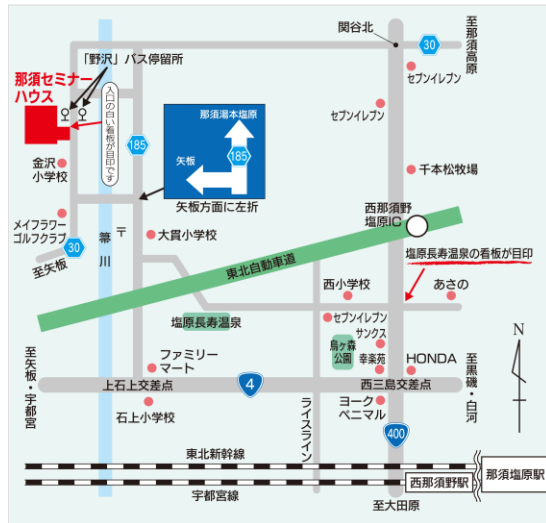 関谷北
30
至那須高原
セブンイレブン
「野沢」バス停留所
那須セミナー
ハウス
入口の白い看板が目印です
那須湯本塩原
185
矢板
185
セブンイレブン
金沢
小学校
矢板方面に左折
千本松牧場
メイフラワー
ゴルフクラブ
30
至矢板
箒川
〒
大貫小学校
西那須野
塩原IC
東北自動車道
塩原長寿温泉の看板が目印
西小学校
あさの
塩原長寿温泉
セブンイレブン
サンクス
烏ヶ森
公園
幸楽苑
HONDA
N
ファミリー
マート
至矢板・宇都宮
上石上交差点
4
西三島交差点
至黒磯・白河
石上小学校
ライスライン
ヨーク
ベニマル
400
東北新幹線
宇都宮線
西那須野駅
那須塩原駅
至大田原